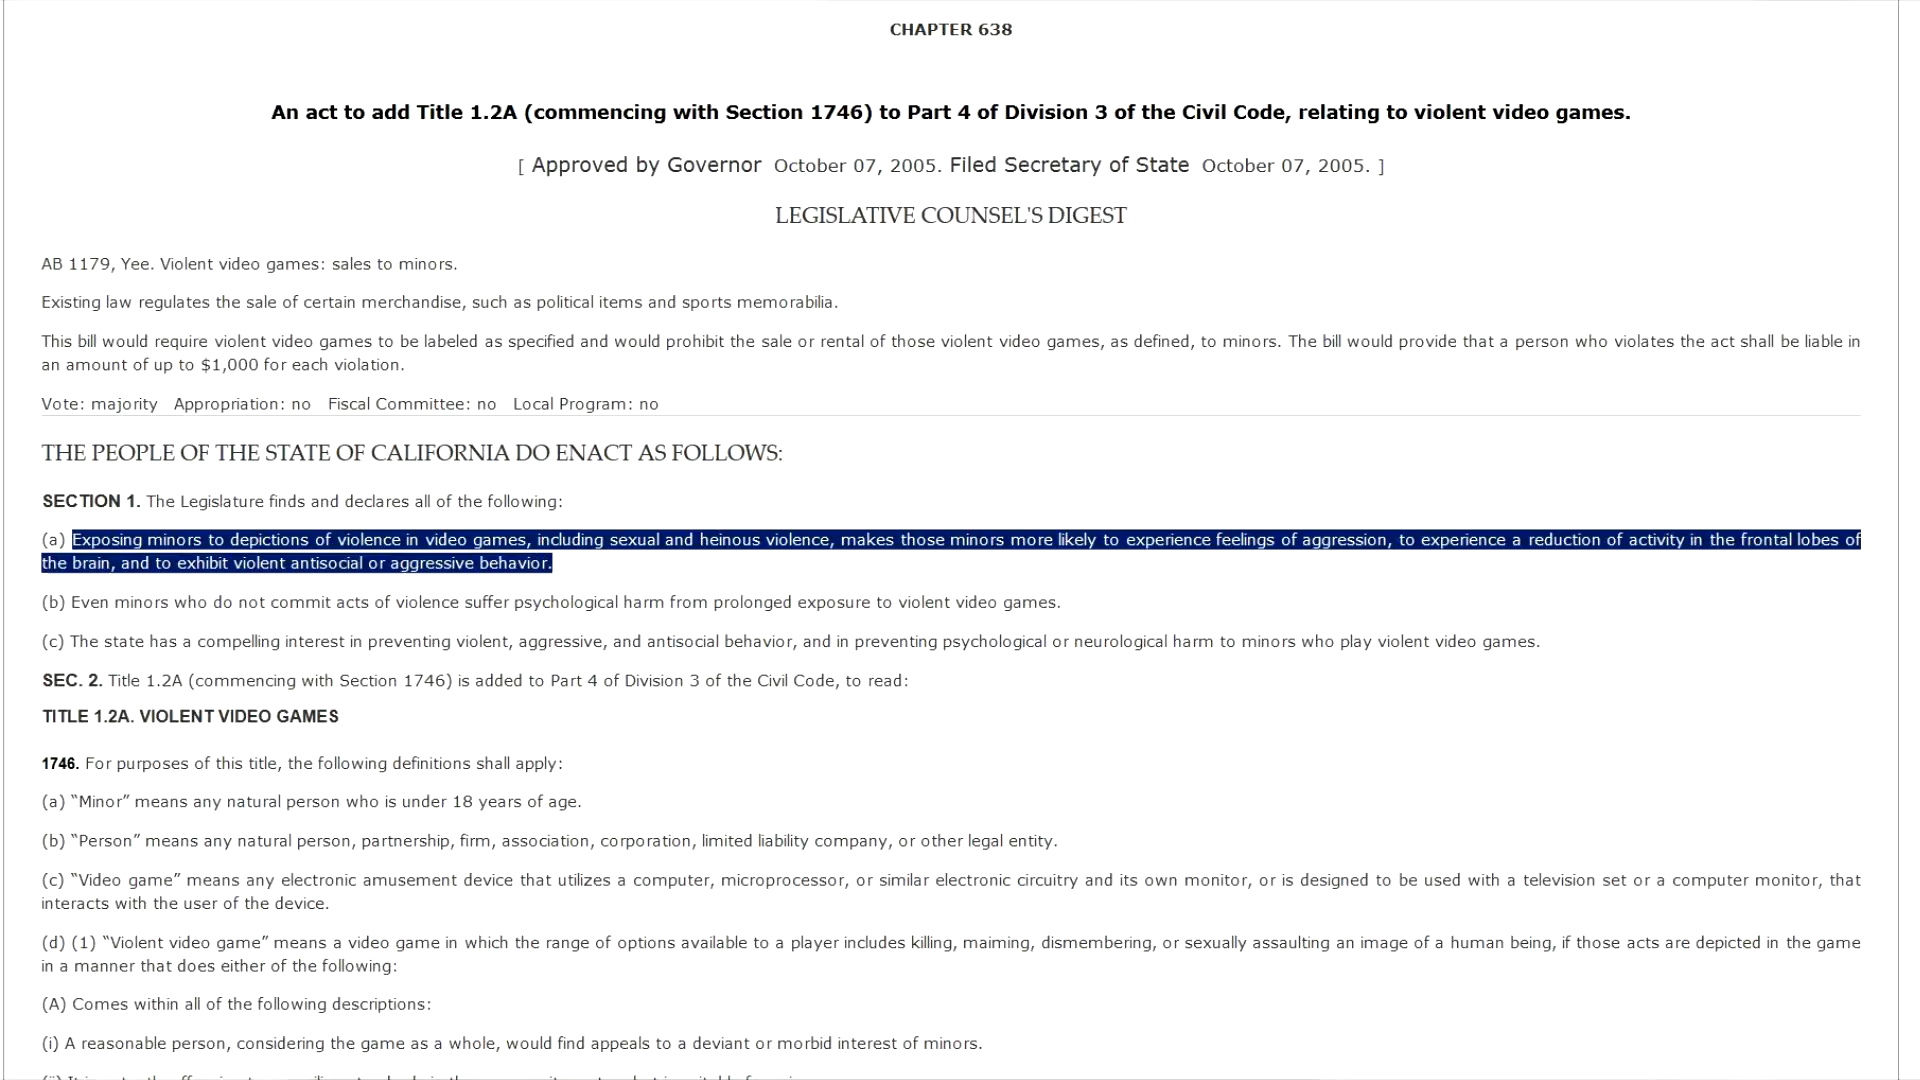 CHAPTER 638
An act to add Title 1.2A (commencing with Section 1746) to Part 4 of Division 3 of the Civil Code, relating to violent video games.
[ Approved by Governor October 07, 2005. Filed Secretary of State October 07, 2005. ]
LEGISLATIVE COUNSEL'S DIGEST
AB 1179, Yee. Violent video games: sales to minors.
Existing law regulates the sale of certain merchandise, such as political items and sports memorabilia.
This bill would require violent video games to be labeled as specified and would prohibit the sale or rental of those violent video games, as defined, to minors. The bill would provide that a person who violates the act shall be liable in
an amount of up to $1,000 for each violation.
Vote: majority Appropriation: no Fiscal Committee: no Local Program: no
THE PEOPLE OF THE STATE OF CALIFORNIA DO ENACT AS FOLLOWS:
SECTION 1. The Legislature finds and declares all of the following:
(a) Exposing minors to depictions of violence in video games, including sexual and heinous violence, makes those minors more likely to experience feelings of aggression, to experience a reduction of activity in the frontal lobes of
the brain, and to exhibit violent antisocial or aggressive behavior.
(b) Even minors who do not commit acts of violence suffer psychological harm from prolonged exposure to violent video games.
(c) The state has a compelling interest in preventing violent, aggressive, and antisocial behavior, and in preventing psychological or neurological harm to minors who play violent video games.
SEC. 2. Title 1.2A (commencing with Section 1746) is added to Part 4 of Division 3 of the Civil Code, to read:
TITLE 1.2A. VIOLENT VIDEO GAMES
1746. For purposes of this title, the following definitions shall apply:
(a) “Minor” means any natural person who is under 18 years of age.
(b) “Person” means any natural person, partnership, firm, association, corporation, limited liability company, or other legal entity.
(c) “Video game” means any electronic amusement device that utilizes a computer, microprocessor, or similar electronic circuitry and its own monitor, or is designed to be used with a television set or a computer monitor, that
interacts with the user of the device.
(d) (1) “Violent video game” means a video game in which the range of options available to a player includes killing, maiming, dismembering, or sexually assaulting an image of a human being, if those acts are depicted in the game
in a manner that does either of the following:
(A) Comes within all of the following descriptions:
(i) A reasonable person, considering the game as a whole, would find appeals to a deviant or morbid interest of minors.